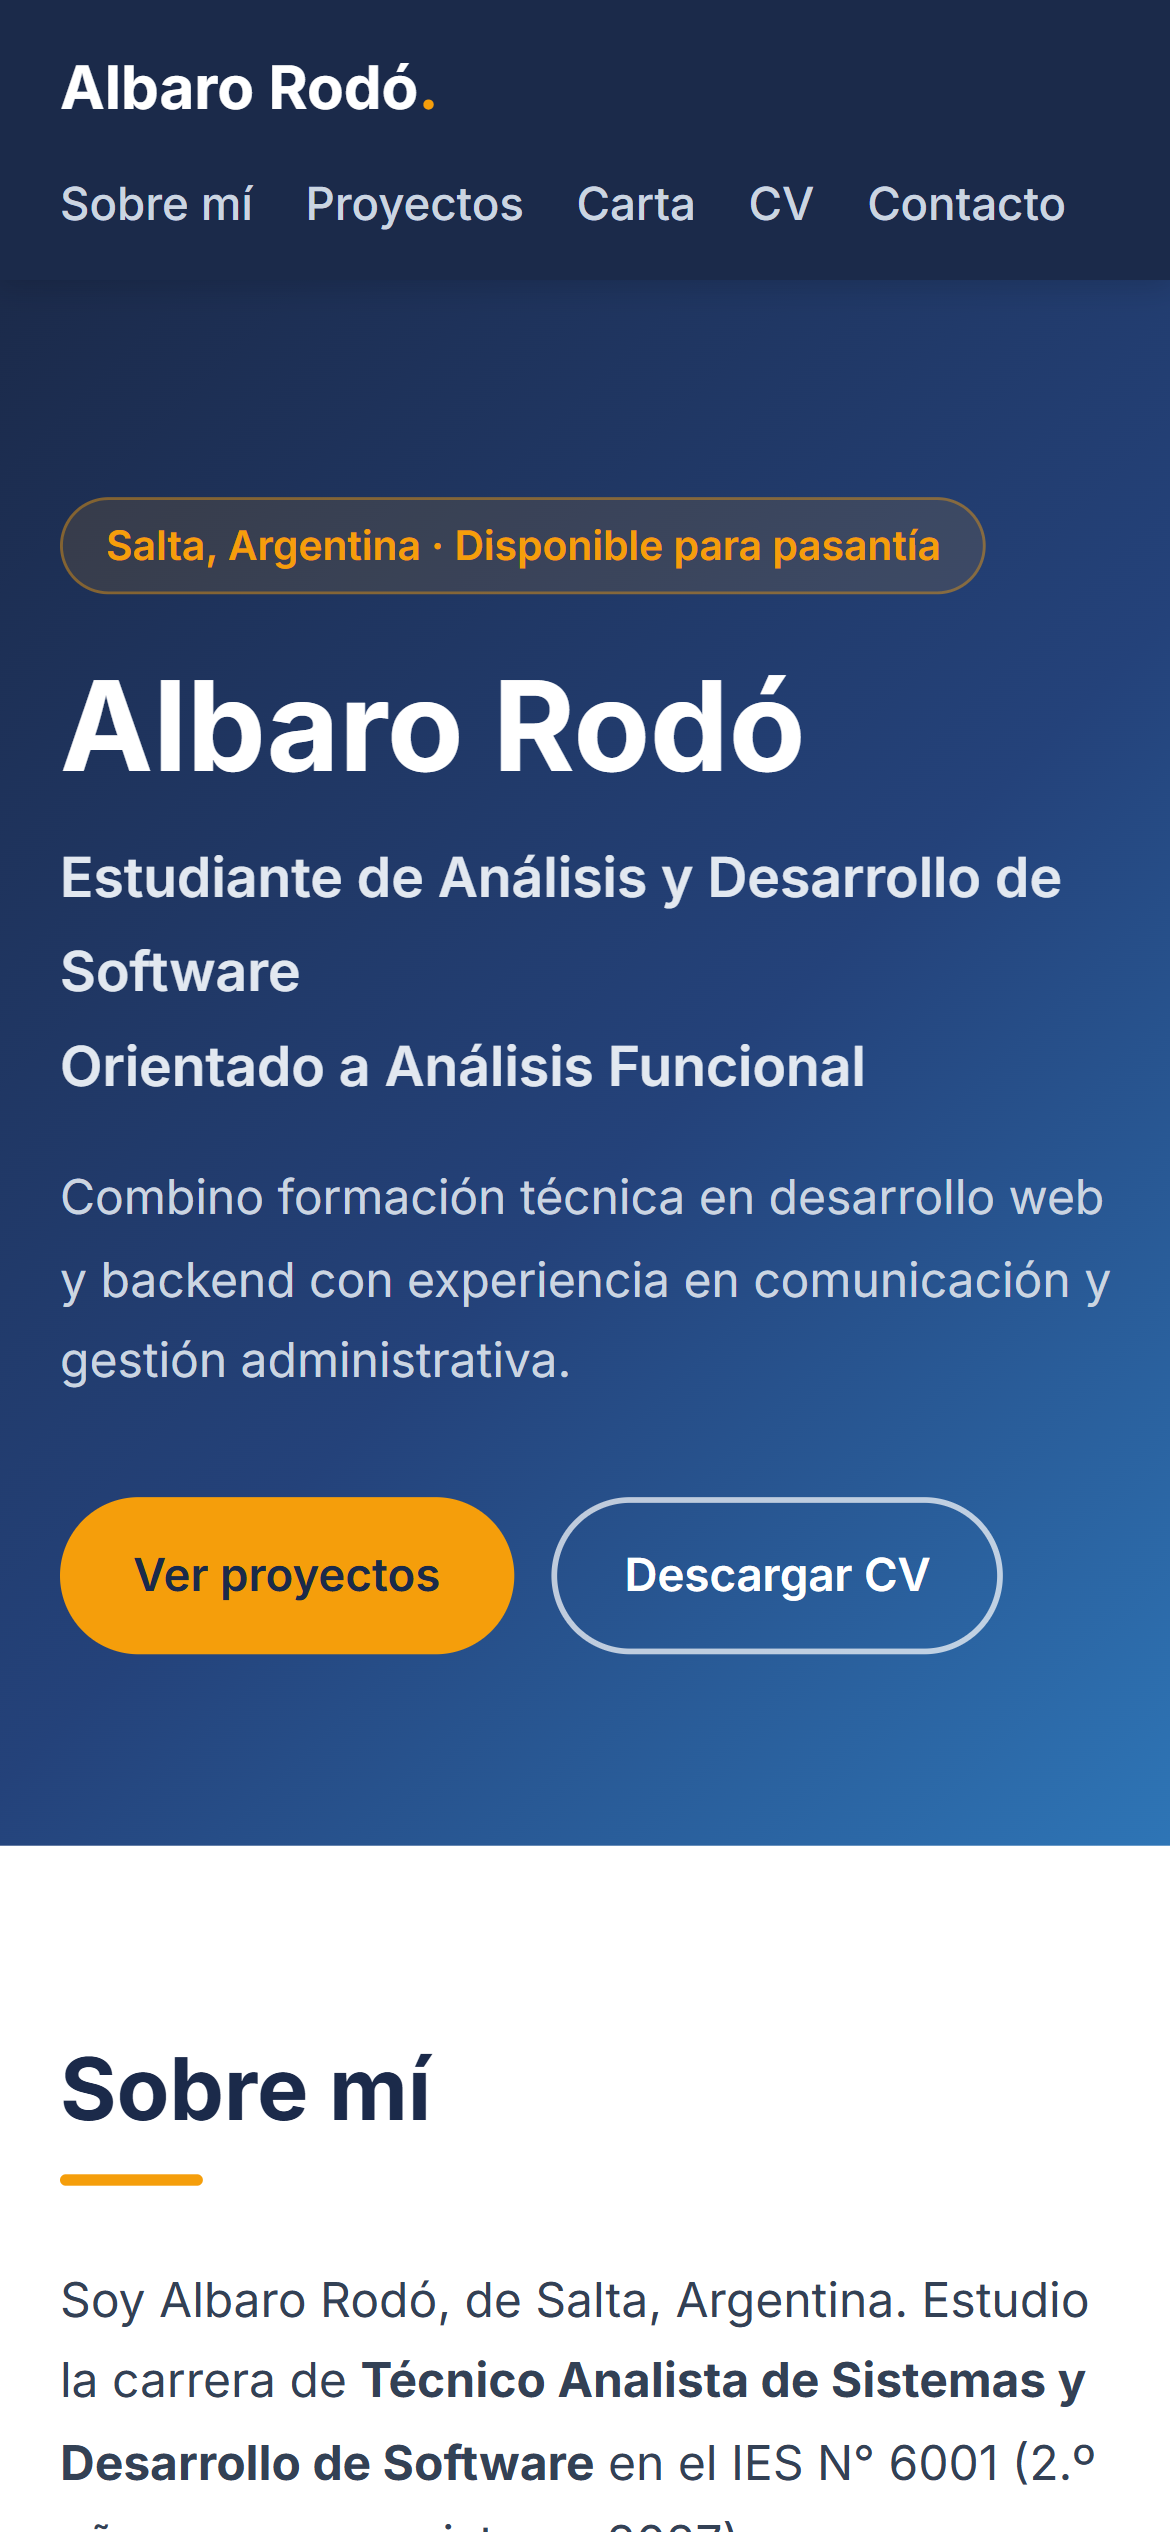 Albaro Rodó.
Sobre mí Proyectos Carta CV Contacto
Salta, Argentina · Disponible para pasantía
Albaro Rodó
Estudiante de Análisis y Desarrollo de
Software
Orientado a Análisis Funcional
Combino formación técnica en desarrollo web
y backend con experiencia en comunicación y
gestión administrativa.
Ver proyectos Descargar CV
Sobre mí
Soy Albaro Rodó, de Salta, Argentina. Estudio
la carrera de Técnico Analista de Sistemas y
Desarrollo de Software en el IES N° 6001 (2.º